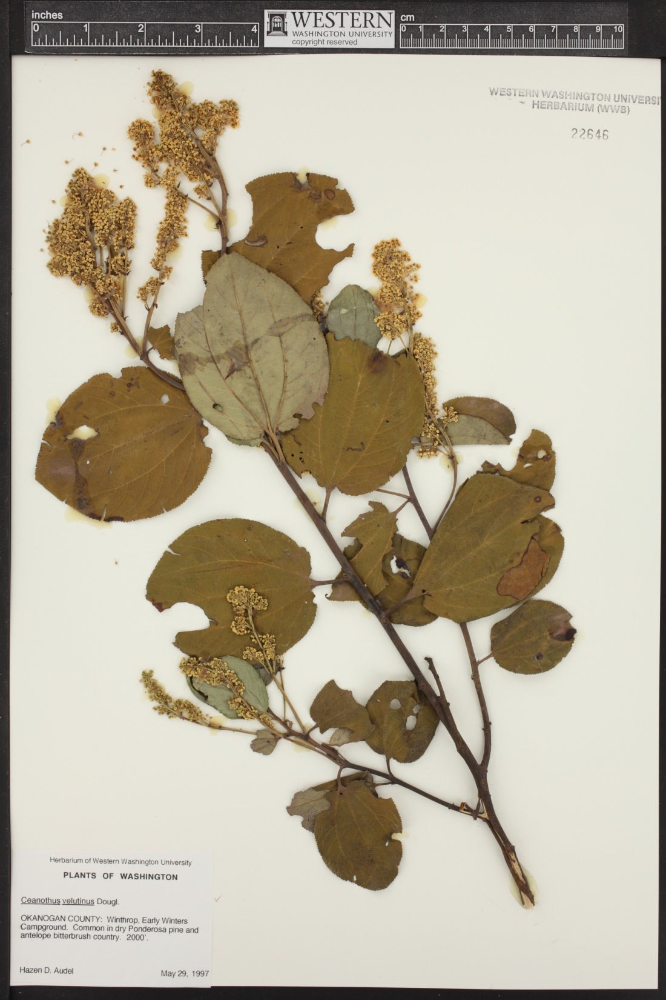 inches
0 1 2 3 4
WESTERN
WASHINGTON UNIVERSITY
copyright reserved
cm
0 1 2 3 4 5 6 7 8 9 10
WESTERN WASHINGTON UNIVERSI
HERBARIUM (WWB)
22646
Herbarium of Western Washington University
PLANTS OF WASHINGTON
Ceanothus velutinus Dougl.
OKANOGAN COUNTY: Winthrop, Early Winters
Campground. Common in dry Ponderosa pine and
antelope bitterbrush country. 2000'.
Hazen D. Audel
May 29, 1997